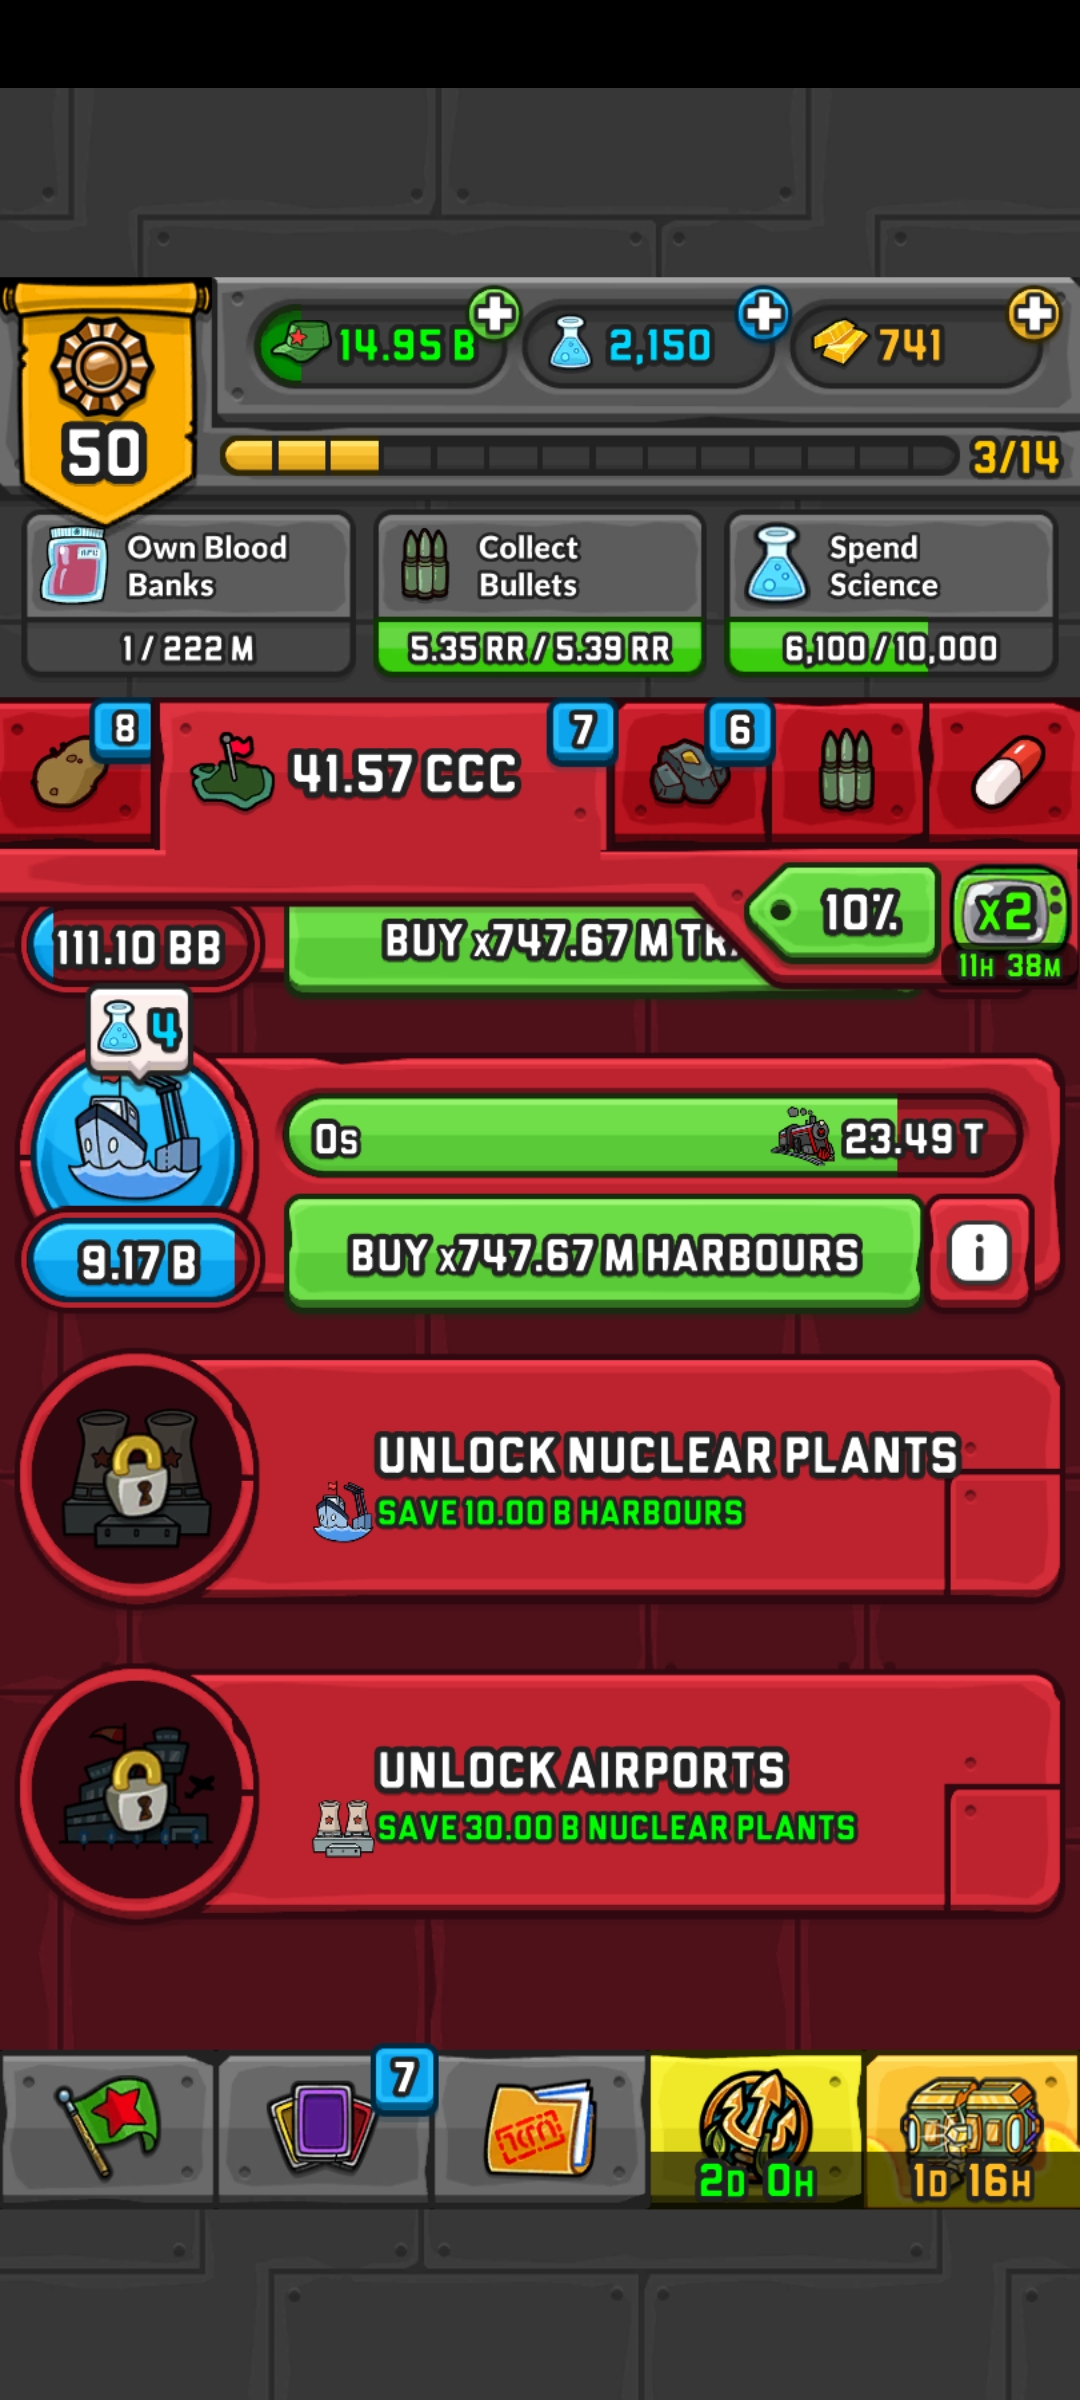 14.95 B
2,150
741
50
3/14
Own Blood
Banks
1 / 222 M
Collect
Bullets
5.35 RR / 5.39 RR
Spend
Science
6,100 / 10,000
8
41.57 CCC
7
6
10%
x2
11H 38M
111.10 BB
BUY x747.67 M
4
0s
23.49 T
9.17 B
BUY x747.67 M HARBOURS
i
UNLOCK NUCLEAR PLANTS
SAVE 10.00 B HARBOURS
UNLOCK AIRPORTS
SAVE 30.00 B NUCLEAR PLANTS
7
2D 0H
1D 16H